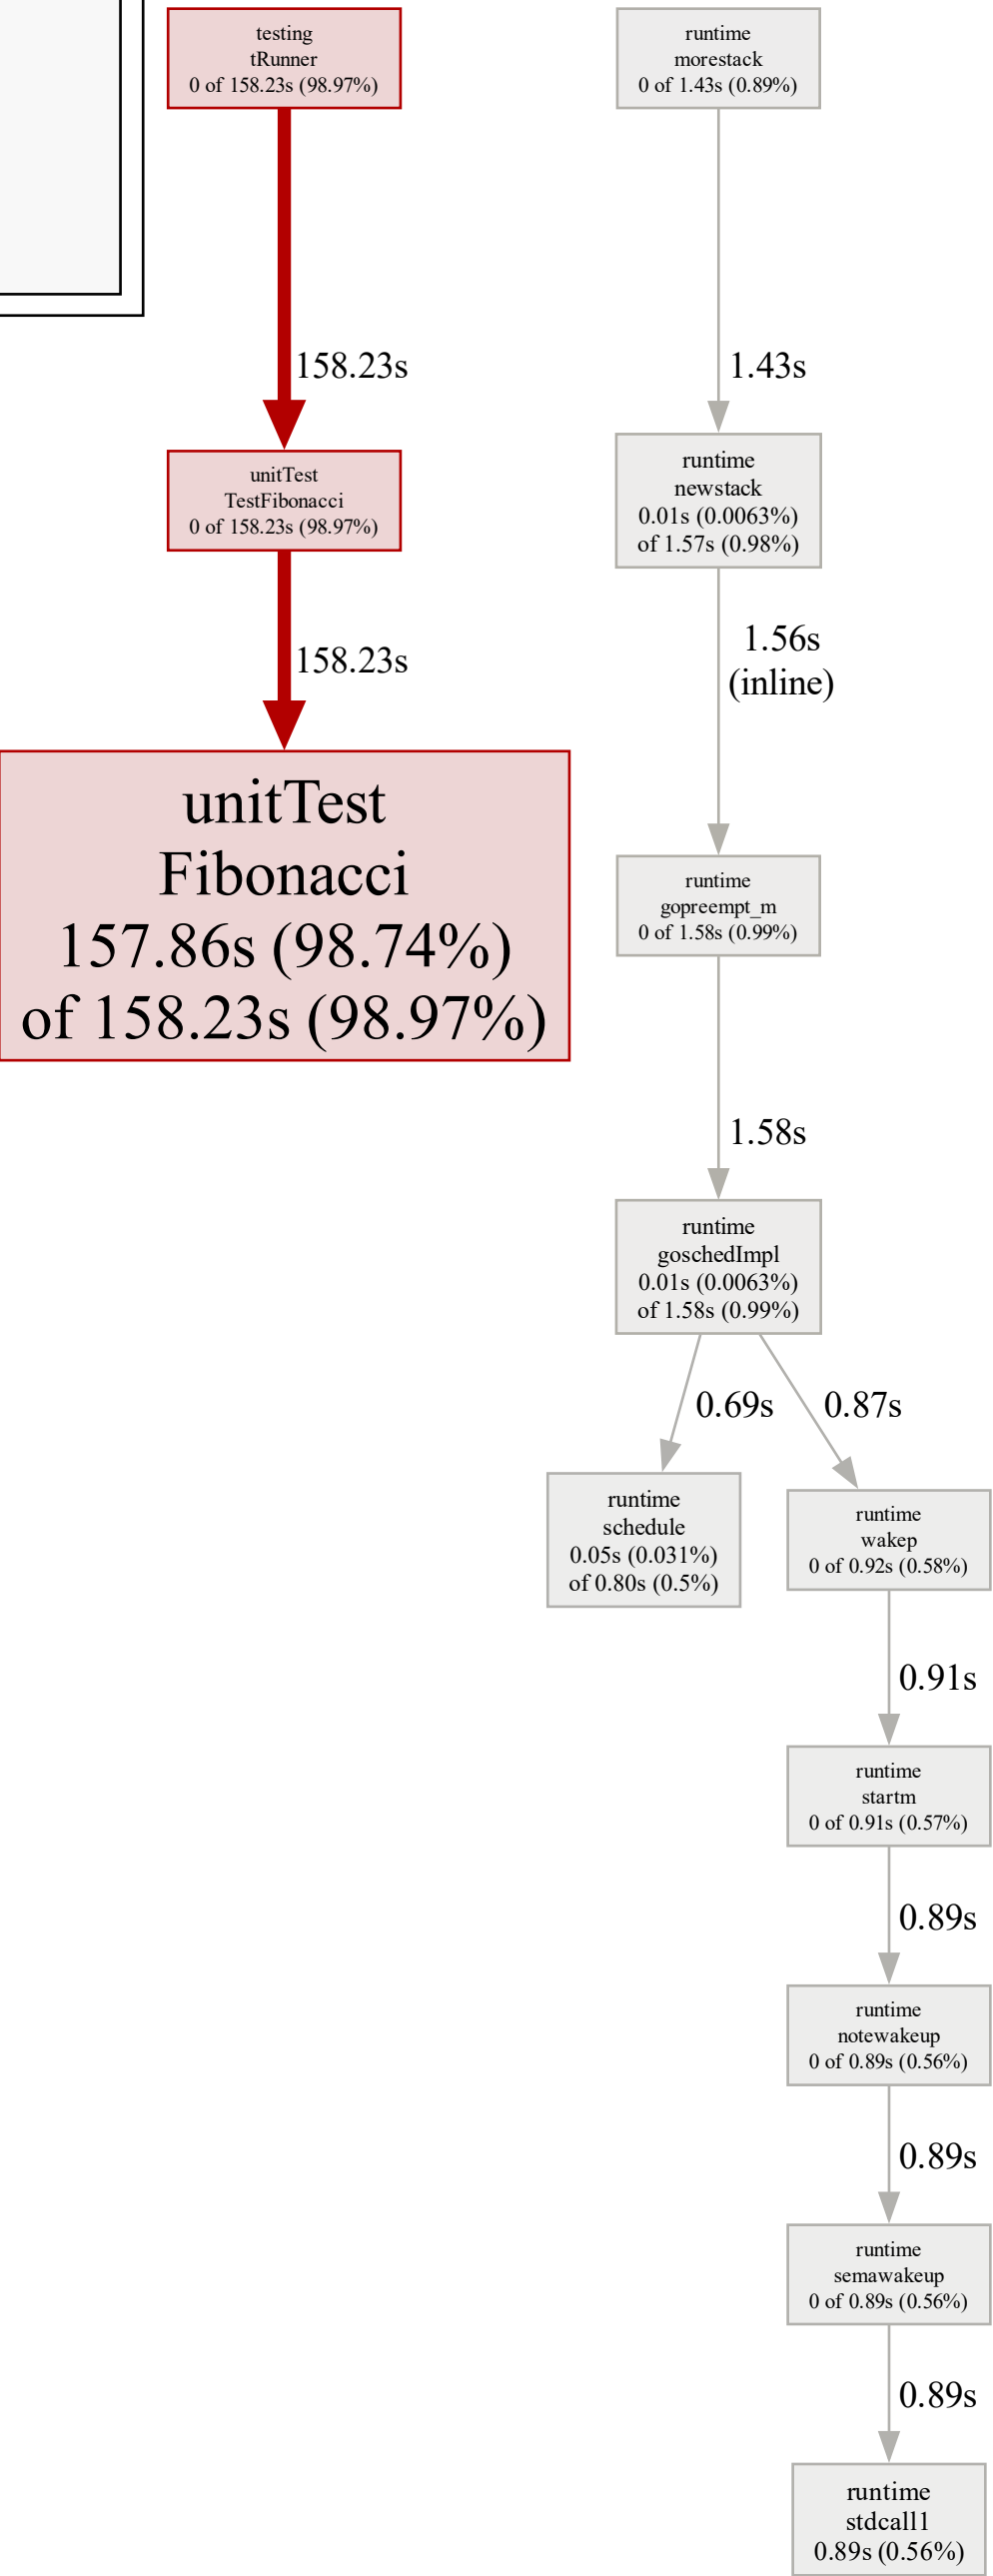 testing
tRunner
0 of 158.23s (98.97%)
runtime
morestack
0 of 1.43s (0.89%)
158.23s
1.43s
unitTest
TestFibonacci
0 of 158.23s (98.97%)
runtime
newstack
0.01s (0.0063%)
of 1.57s (0.98%)
158.23s
1.56s
(inline)
unitTest
Fibonacci
157.86s (98.74%)
of 158.23s (98.97%)
runtime
gopreempt_m
0 of 1.58s (0.99%)
1.58s
runtime
goschedImpl
0.01s (0.0063%)
of 1.58s (0.99%)
0.69s
0.87s
runtime
schedule
0.05s (0.031%)
of 0.80s (0.5%)
runtime
wakep
0 of 0.92s (0.58%)
0.91s
runtime
startm
0 of 0.91s (0.57%)
0.89s
runtime
notewakeup
0 of 0.89s (0.56%)
0.89s
runtime
semawakeup
0 of 0.89s (0.56%)
0.89s
runtime
stdcall1
0.89s (0.56%)